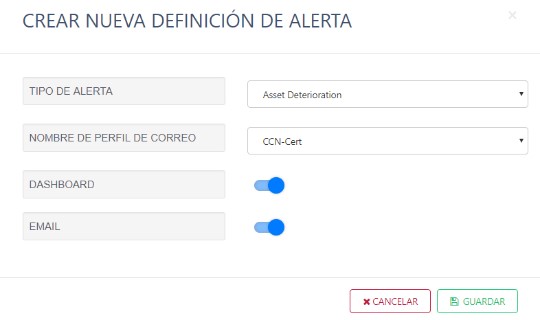 CREAR NUEVA DEFINICIÓN DE ALERTA
TIPO DE ALERTA
Asset Deterioration
NOMBRE DE PERFIL DE CORREO
CCN-Cert
DASHBOARD
EMAIL
CANCELAR
GUARDAR